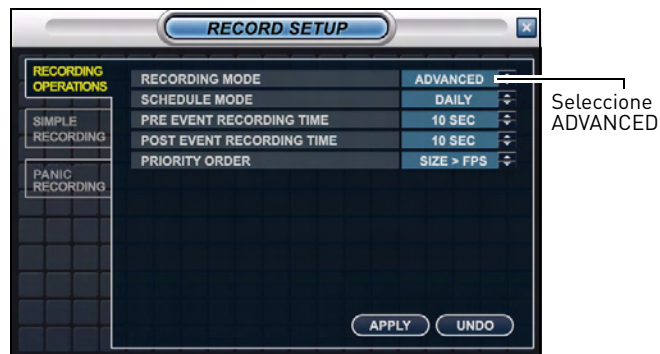 RECORD SETUP
RECORDING
OPERATIONS
SIMPLE
RECORDING
PANIC
RECORDING
RECORDING MODE ADVANCED
SCHEDULE MODE DAILY
PRE EVENT RECORDING TIME 10 SEC
POST EVENT RECORDING TIME 10 SEC
PRIORITY ORDER SIZE > FPS
APPLY UNDO
Seleccione
ADVANCED